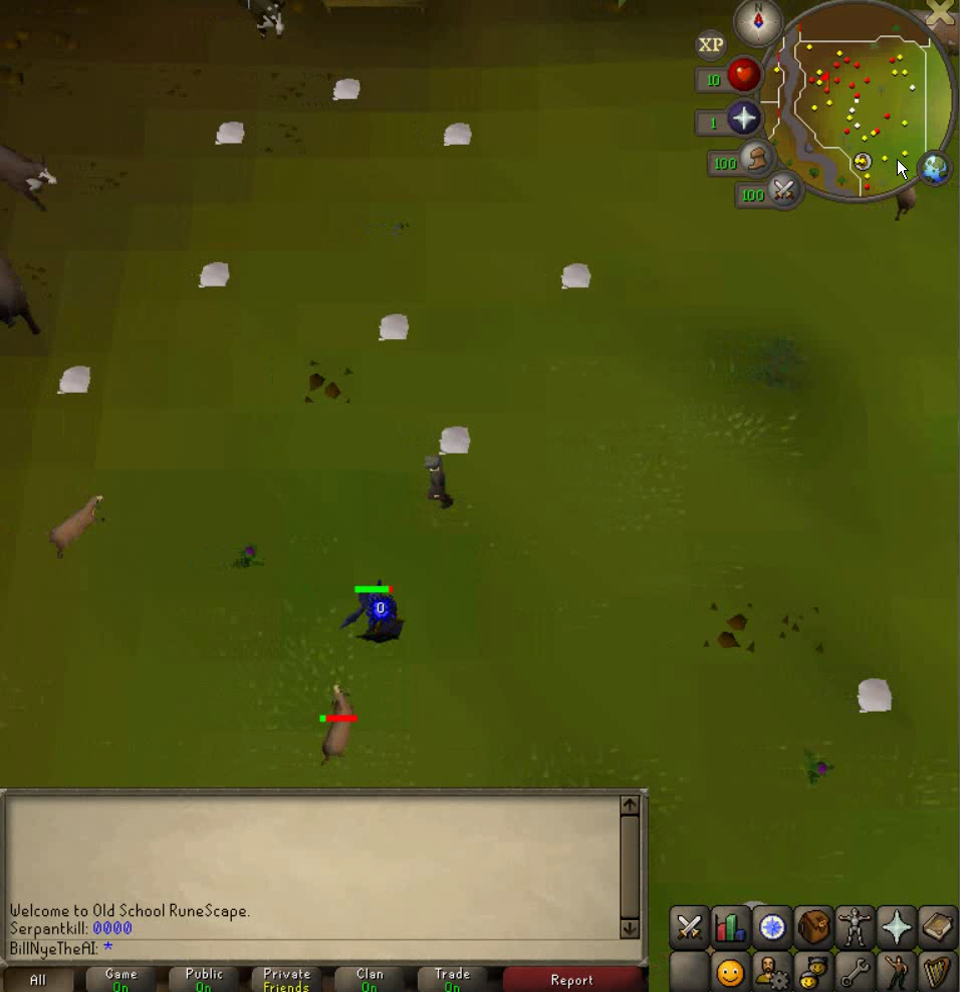 N
XP
10
1
100
100
0
Welcome to Old School RuneScape.
Serpantkill: 0000
BillNyeTheAI: *
All
Game
On
Public
On
Private
Friends
Clan
On
Trade
On
Report